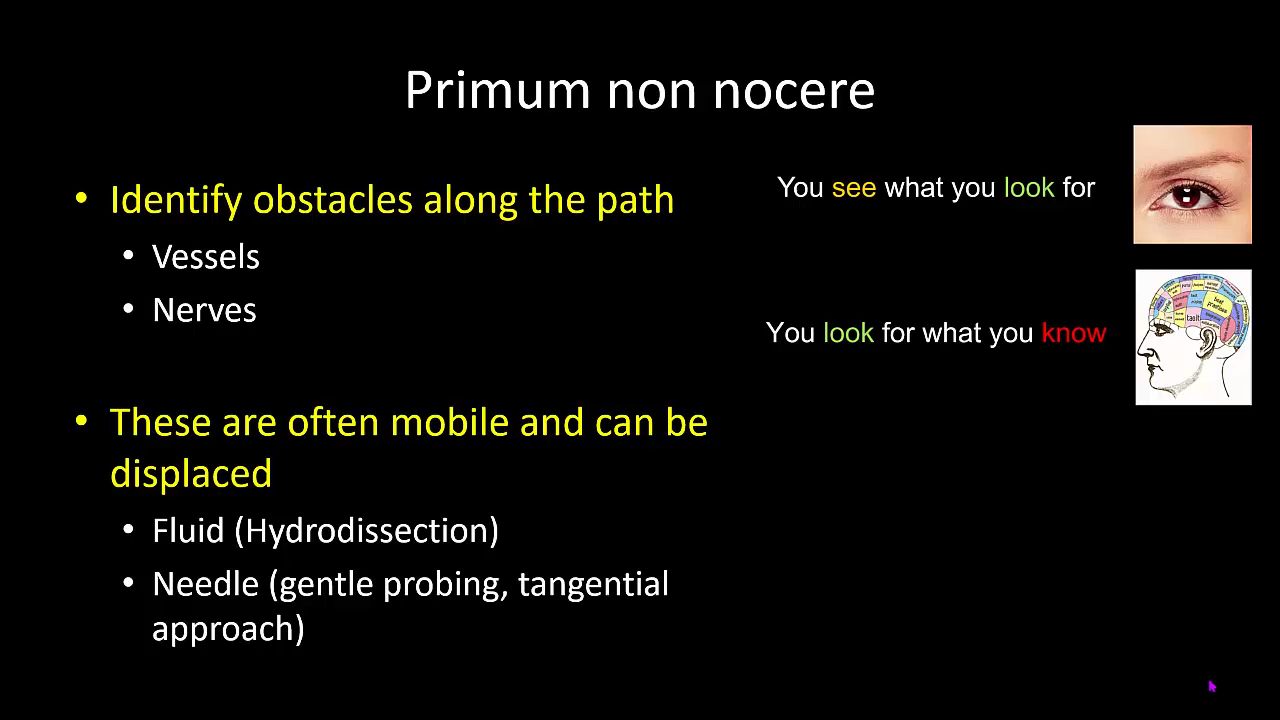 Primum non nocere
• Identify obstacles along the path
• Vessels
• Nerves
• These are often mobile and can be
displaced
• Fluid (Hydrodissection)
• Needle (gentle probing, tangential
approach)
You see what you look for
You look for what you know